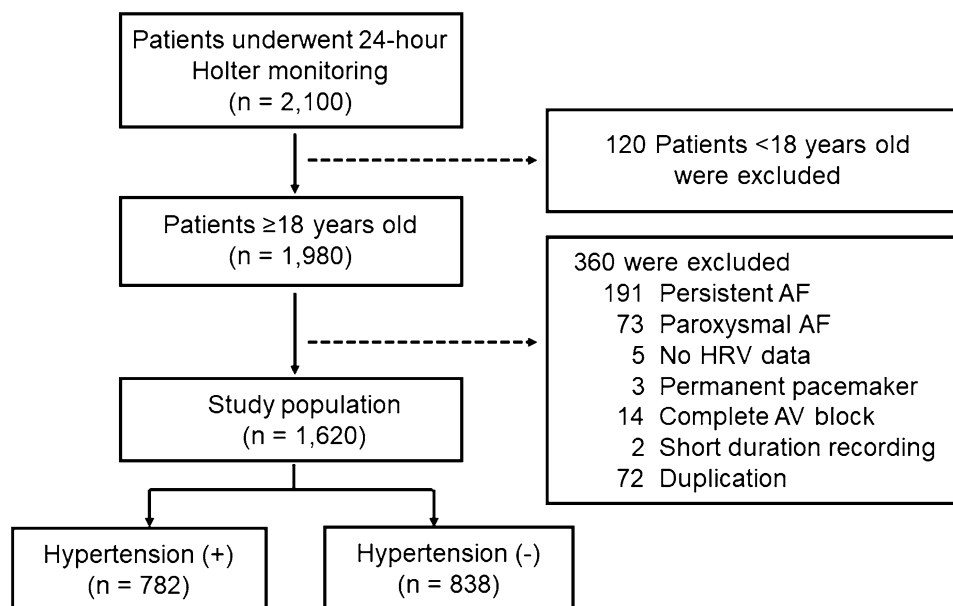 Patients underwent 24-hour
Holter monitoring
(n = 2,100)
120 Patients <18 years old
were excluded
Patients ≥18 years old
(n = 1,980)
360 were excluded
191 Persistent AF
73 Paroxysmal AF
5 No HRV data
3 Permanent pacemaker
14 Complete AV block
2 Short duration recording
72 Duplication
Study population
(n = 1,620)
Hypertension (+)
(n = 782)
Hypertension (-)
(n = 838)